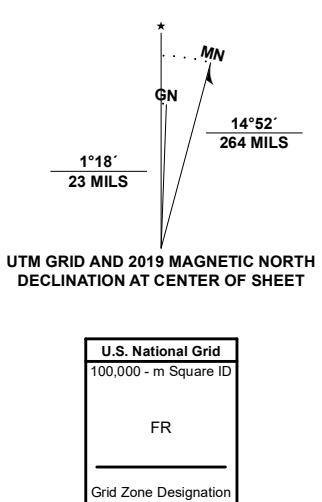 ★
MN
GN
14°52´
264 MILS
1°18´
23 MILS
UTM GRID AND 2019 MAGNETIC NORTH
DECLINATION AT CENTER OF SHEET
U.S. National Grid
100,000 - m Square ID
FR
Grid Zone Designation